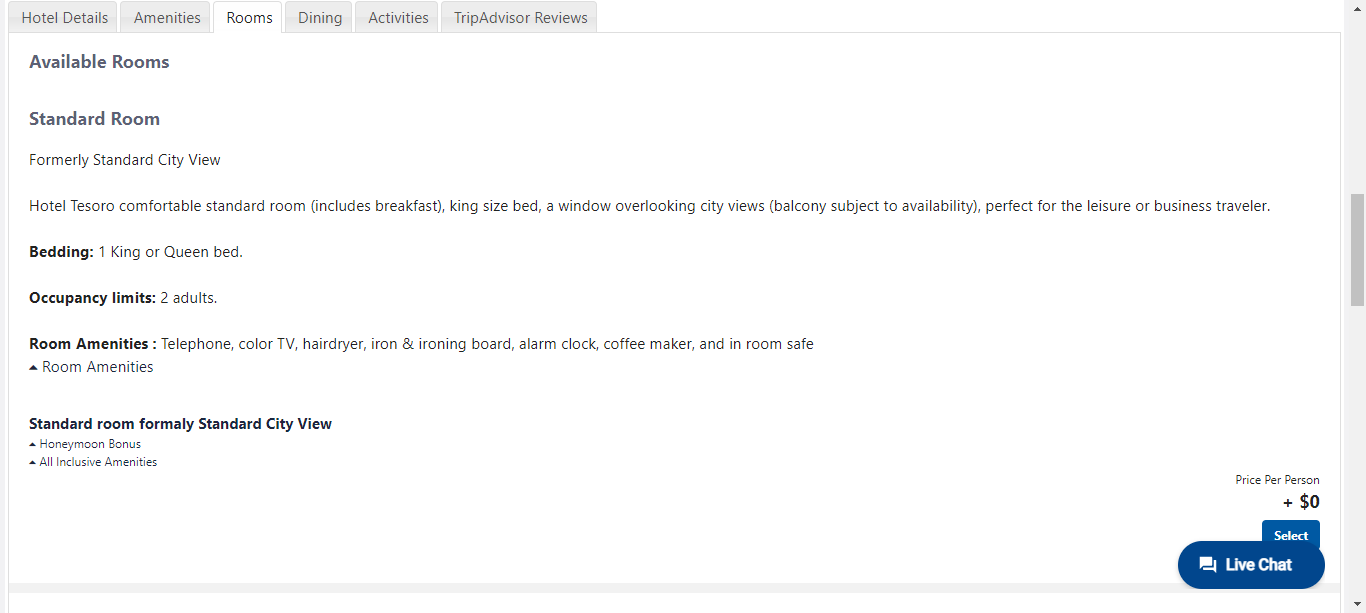 Hotel Details Amenities Rooms Dining Activities TripAdvisor Reviews
Available Rooms
Standard Room
Formerly Standard City View
Hotel Tesoro comfortable standard room (includes breakfast), king size bed, a window overlooking city views (balcony subject to availability), perfect for the leisure or business traveler.
Bedding: 1 King or Queen bed.
Occupancy limits: 2 adults.
Room Amenities : Telephone, color TV, hairdryer, iron & ironing board, alarm clock, coffee maker, and in room safe
Room Amenities
Standard room formaly Standard City View
Honeymoon Bonus
All Inclusive Amenities
Price Per Person
+ $0
Select
Live Chat